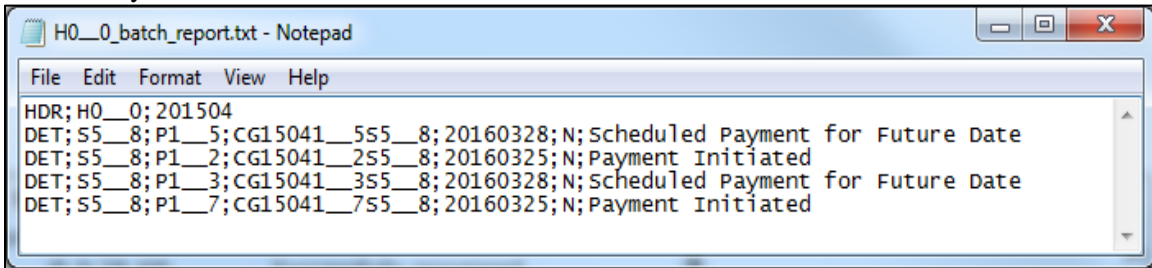 H0__0_batch_report.txt - Notepad
File Edit Format View Help
HDR;H0__0;201504
DET;S5__8;P1__5;CG15041__5S5__8;20160328;N;Scheduled Payment for Future Date
DET;S5__8;P1__2;CG15041__2S5__8;20160325;N;Payment Initiated
DET;S5__8;P1__3;CG15041__3S5__8;20160328;N;Scheduled Payment for Future Date
DET;S5__8;P1__7;CG15041__7S5__8;20160325;N;Payment Initiated